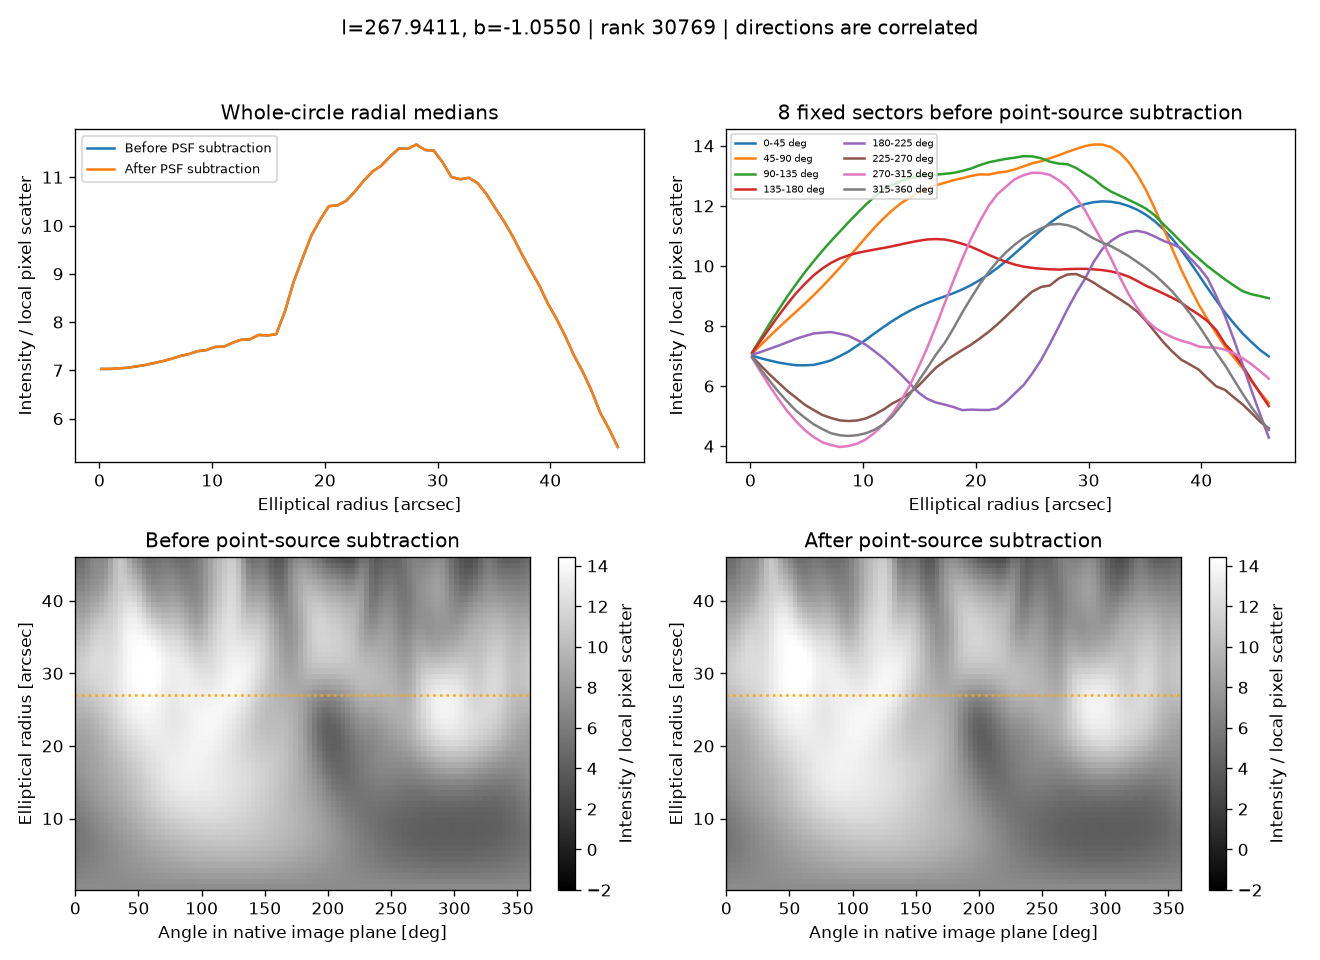 l=267.9411, b=-1.0550 | rank 30769 | directions are correlated
Whole-circle radial medians
Before PSF subtraction
After PSF subtraction
Intensity / local pixel scatter
11
10
9
8
7
6
0
10
20
30
40
Elliptical radius [arcsec]
8 fixed sectors before point-source subtraction
0-45 deg
45-90 deg
90-135 deg
135-180 deg
180-225 deg
225-270 deg
270-315 deg
315-360 deg
Intensity / local pixel scatter
14
12
10
8
6
4
0
10
20
30
40
Elliptical radius [arcsec]
Before point-source subtraction
Elliptical radius [arcsec]
40
30
20
10
0
50
100
150
200
250
300
350
Angle in native image plane [deg]
14
12
10
8
6
4
2
0
−2
Intensity / local pixel scatter
After point-source subtraction
Elliptical radius [arcsec]
40
30
20
10
0
50
100
150
200
250
300
350
Angle in native image plane [deg]
14
12
10
8
6
4
2
0
−2
Intensity / local pixel scatter